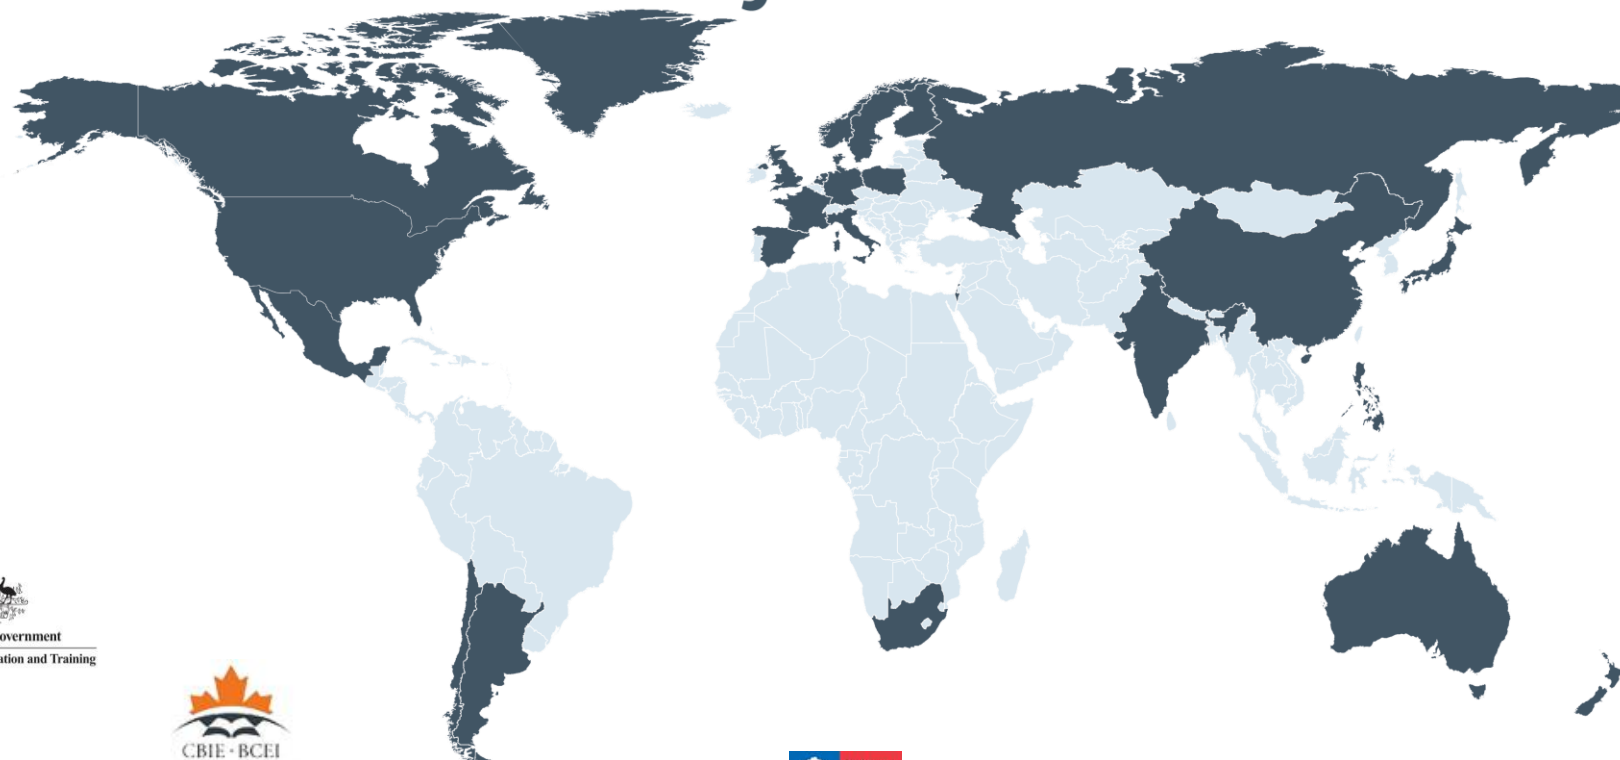 overnment
ation and Training
CBIE · BCEI